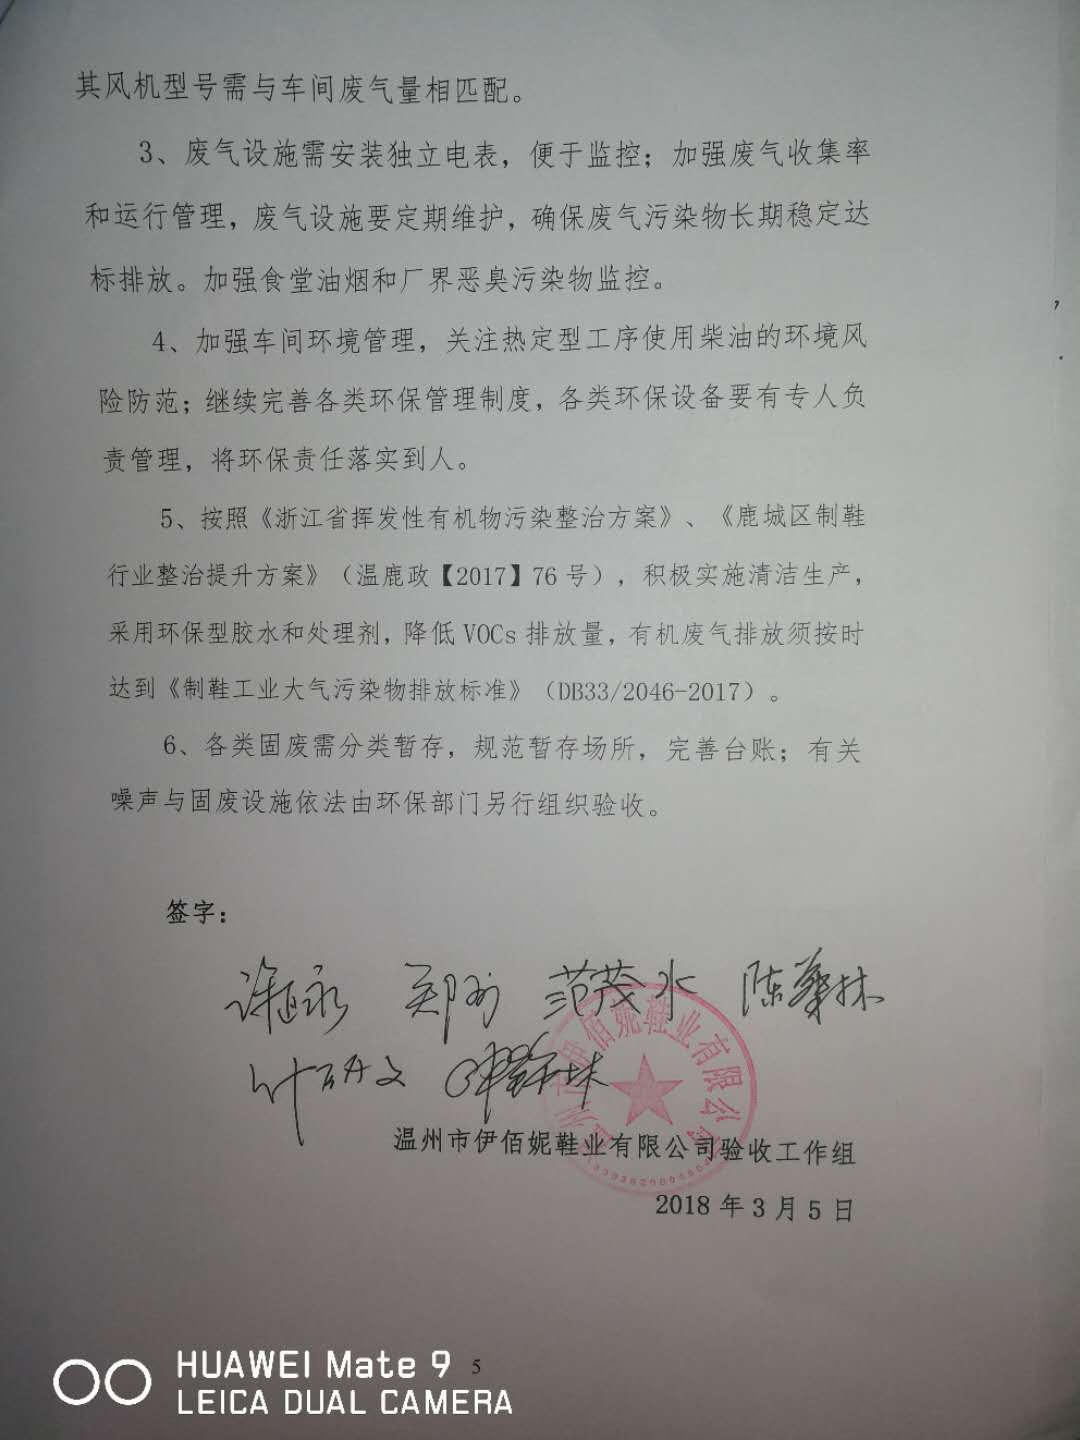 其风机型号需与车间废气量相匹配。
3、废气设施需安装独立电表，便于监控；加强废气收集率
和运行管理，废气设施要定期维护，确保废气污染物长期稳定达
标排放。加强食堂油烟和厂界恶臭污染物监控。
4、加强车间环境管理，关注热定型工序使用柴油的环境风
险防范；继续完善各类环保管理制度，各类环保设备要有专人负
责管理，将环保责任落实到人。
5、按照《浙江省挥发性有机物污染整治方案》、《鹿城区制鞋
行业整治提升方案》（温鹿政【2017】76号），积极实施清洁生产，
采用环保型胶水和处理剂，降低VOCs排放量，有机废气排放须按时
达到《制鞋工业大气污染物排放标准》（DB33/2046-2017）。
6、各类固废需分类暂存，规范暂存场所，完善台账；有关
噪声与固废设施依法由环保部门另行组织验收。
签字：
范茂水
叶研文
温州市伊佰妮鞋业有限公司
温州市伊佰妮鞋业有限公司验收工作组
2018年3月5日
5
HUAWEI Mate 9
LEICA DUAL CAMERA